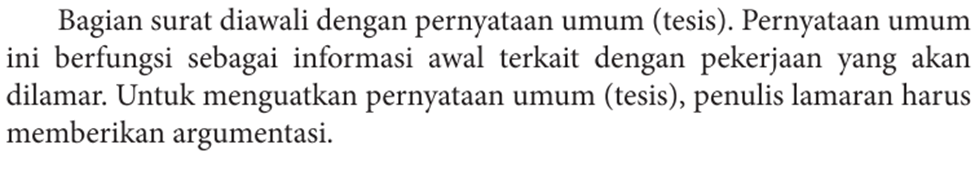 Bagian surat diawali dengan pernyataan umum (tesis). Pernyataan umum
ini berfungsi sebagai informasi awal terkait dengan pekerjaan yang akan
dilamar. Untuk menguatkan pernyataan umum (tesis), penulis lamaran harus
memberikan argumentasi.